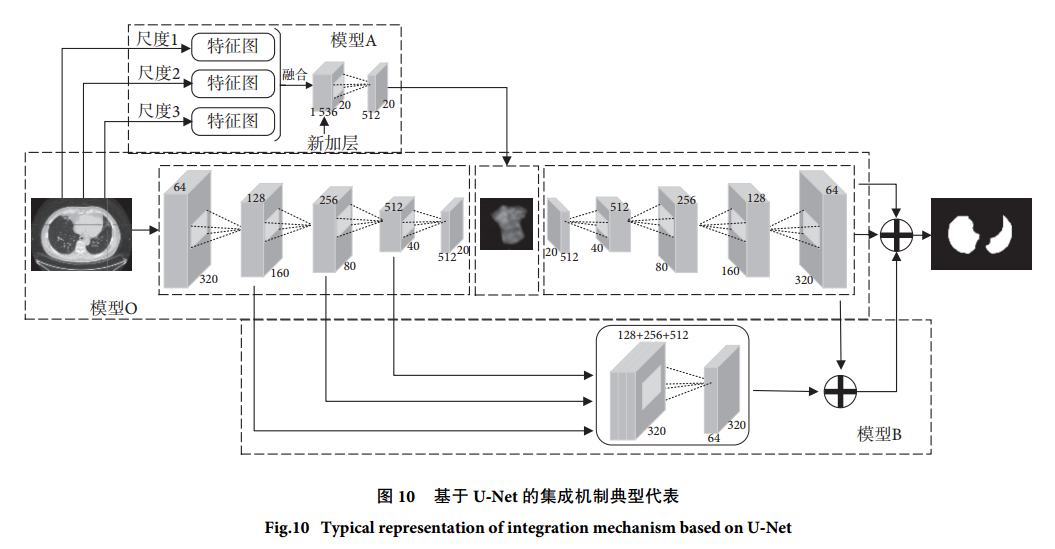 尺度1
特征图
模型A
尺度2
特征图
融合
尺度3
特征图
1 536
20
512
20
新加层
64
320
128
160
256
80
512
40
512
20
20
512
512
40
256
80
128
160
64
320
模型O
128+256+512
320
64
320
模型B
图 10 基于 U-Net 的集成机制典型代表
Fig.10 Typical representation of integration mechanism based on U-Net